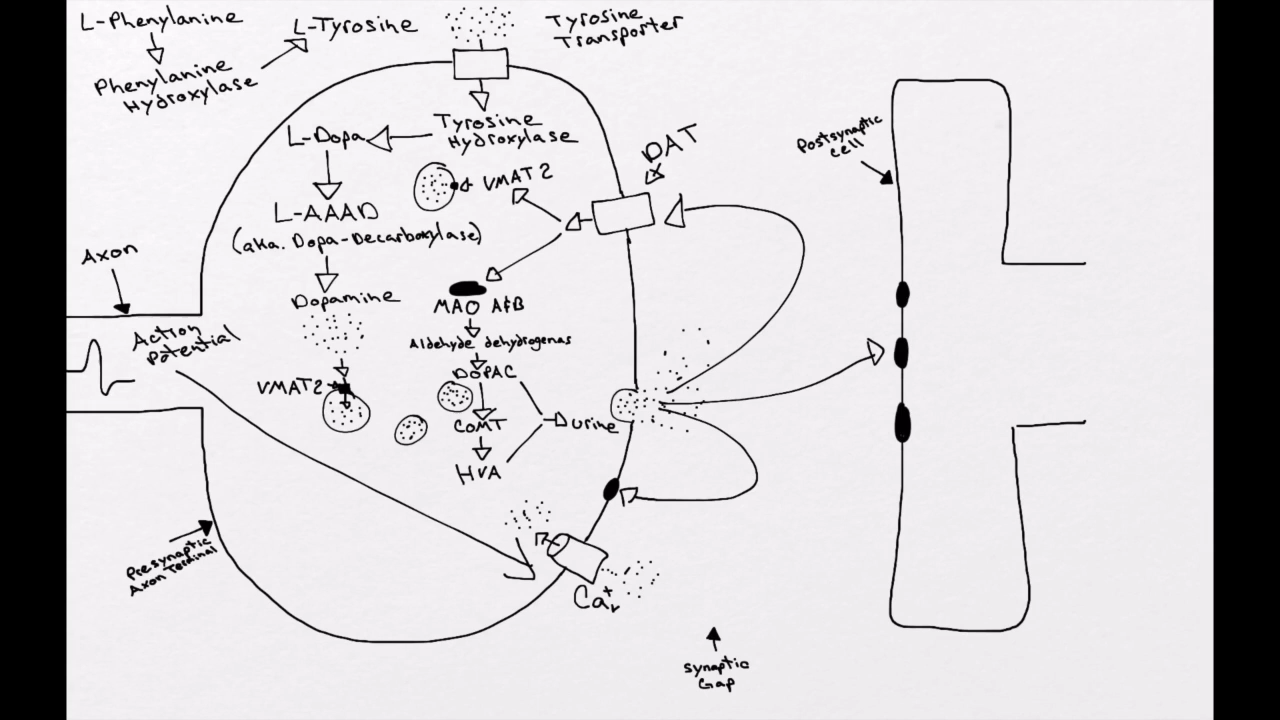 L-Phenylanine
Phenylanine
Hydroxylase
L-Tyrosine
Tyrosine
Transporter
Tyrosine
Hydroxylase
L-Dopa
L-AAAD
(aka. Dopa-Decarboxylase)
Dopamine
VMAT2
VMAT 2
DAT
MAO A&B
Aldehyde dehydrogenas
DOPAC
COMT
HVA
urine
Axon
Action
Potential
Presynaptic
Axon Terminal
Ca+v
Synaptic
Gap
Postsynaptic
Cell